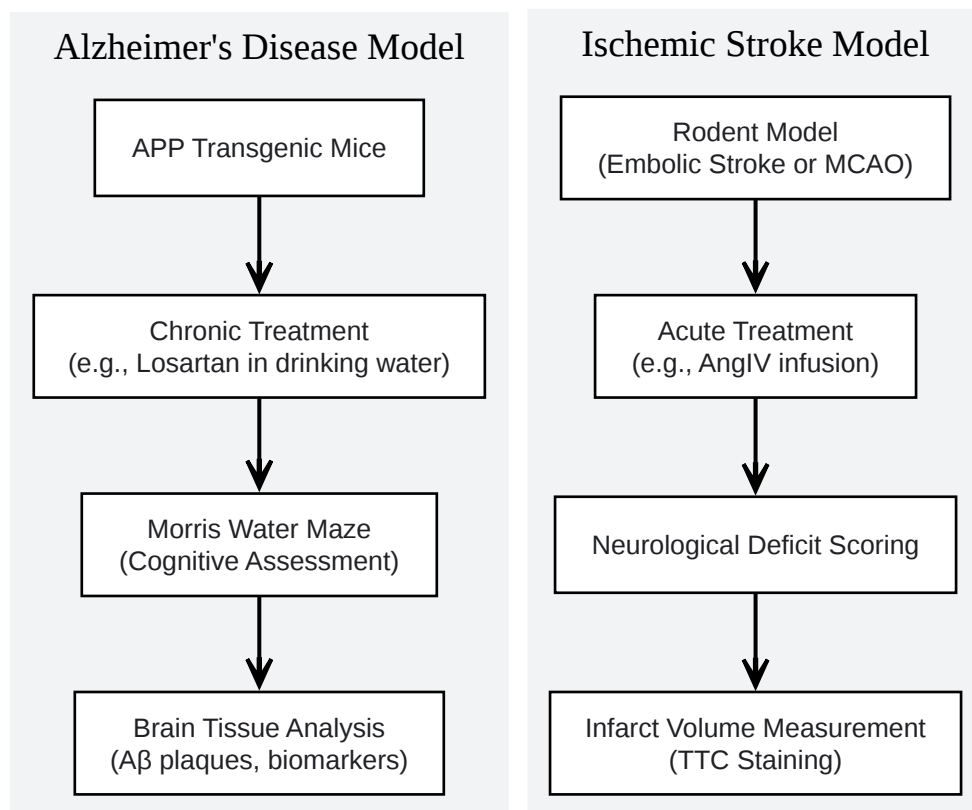 Alzheimer's Disease Model
APP Transgenic Mice
Chronic Treatment
(e.g., Losartan in drinking water)
Morris Water Maze
(Cognitive Assessment)
Brain Tissue Analysis
(Aβ plaques, biomarkers)
Ischemic Stroke Model
Rodent Model
(Embolic Stroke or MCAO)
Acute Treatment
(e.g., AngIV infusion)
Neurological Deficit Scoring
Infarct Volume Measurement
(TTC Staining)